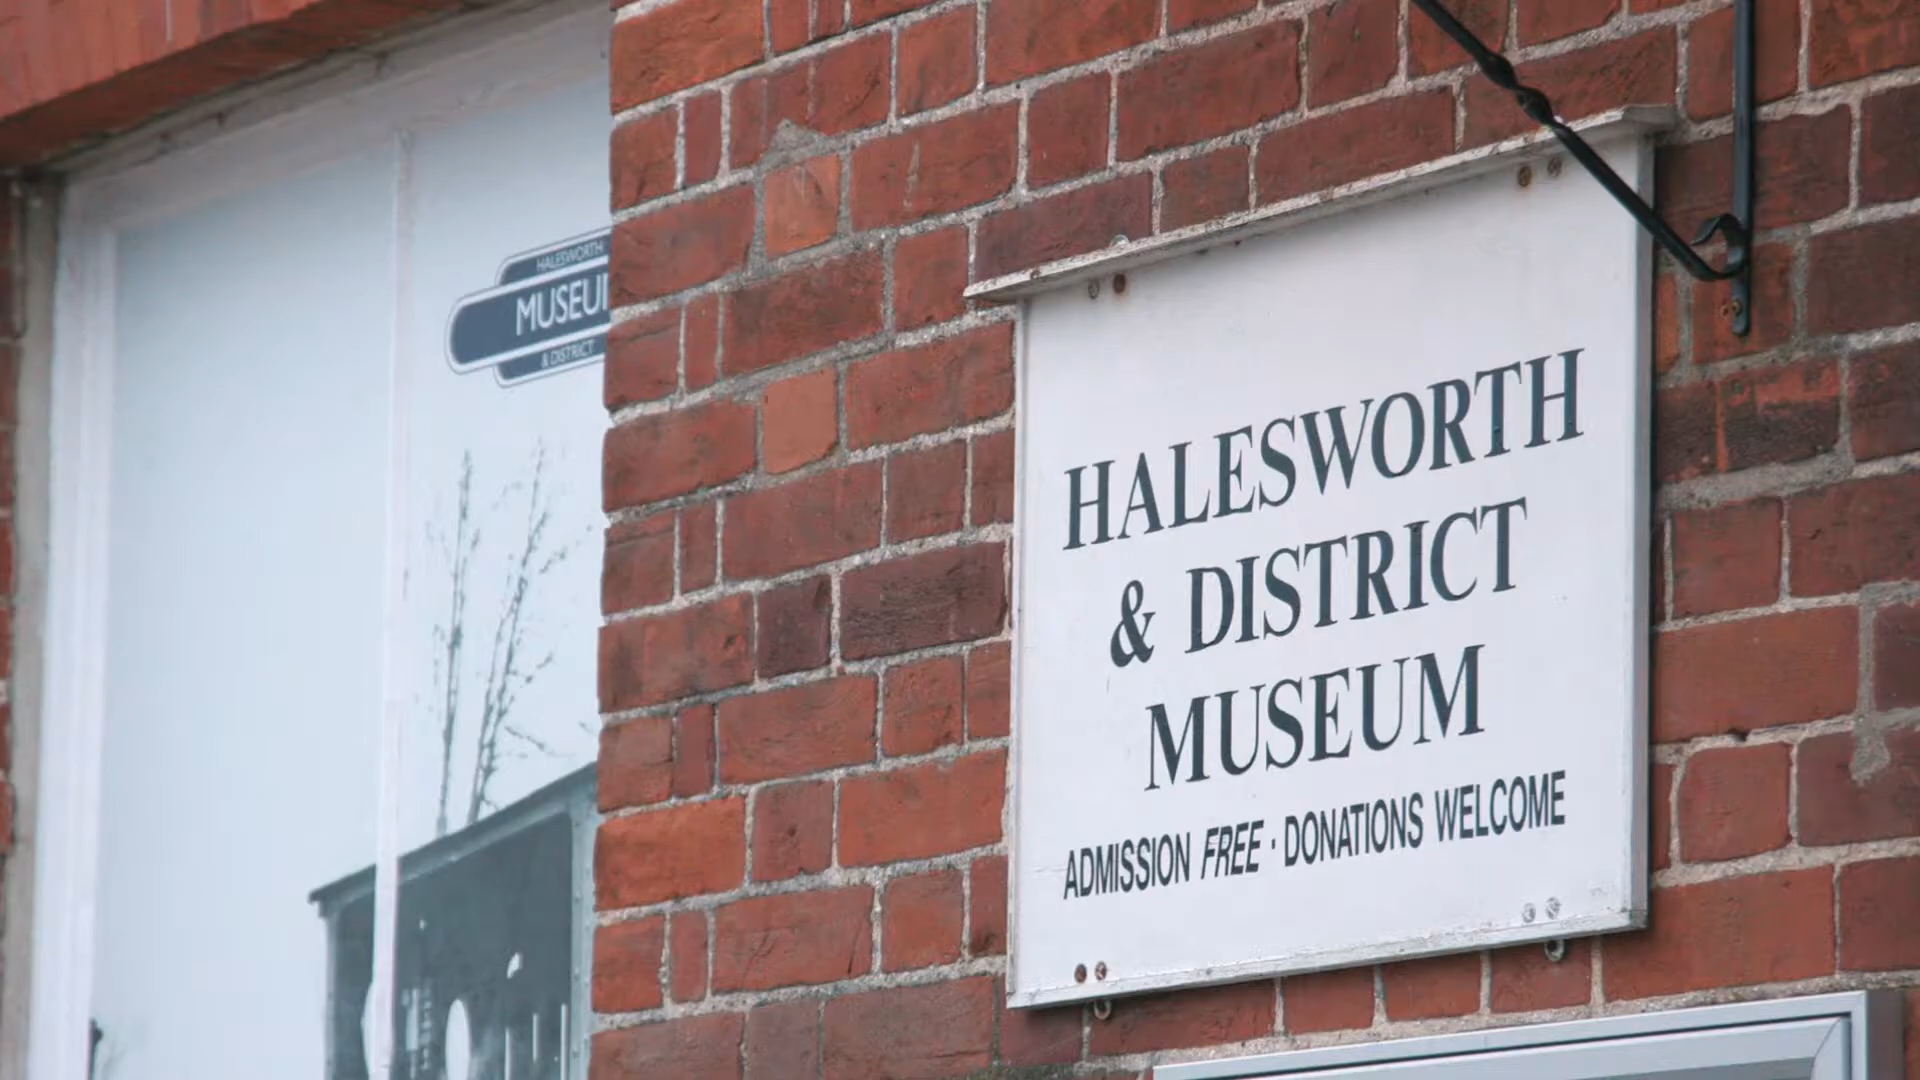 HALESWORTH
MUSEU
& DISTRICT
HALESWORTH
& DISTRICT
MUSEUM
ADMISSION FREE · DONATIONS WELCOME